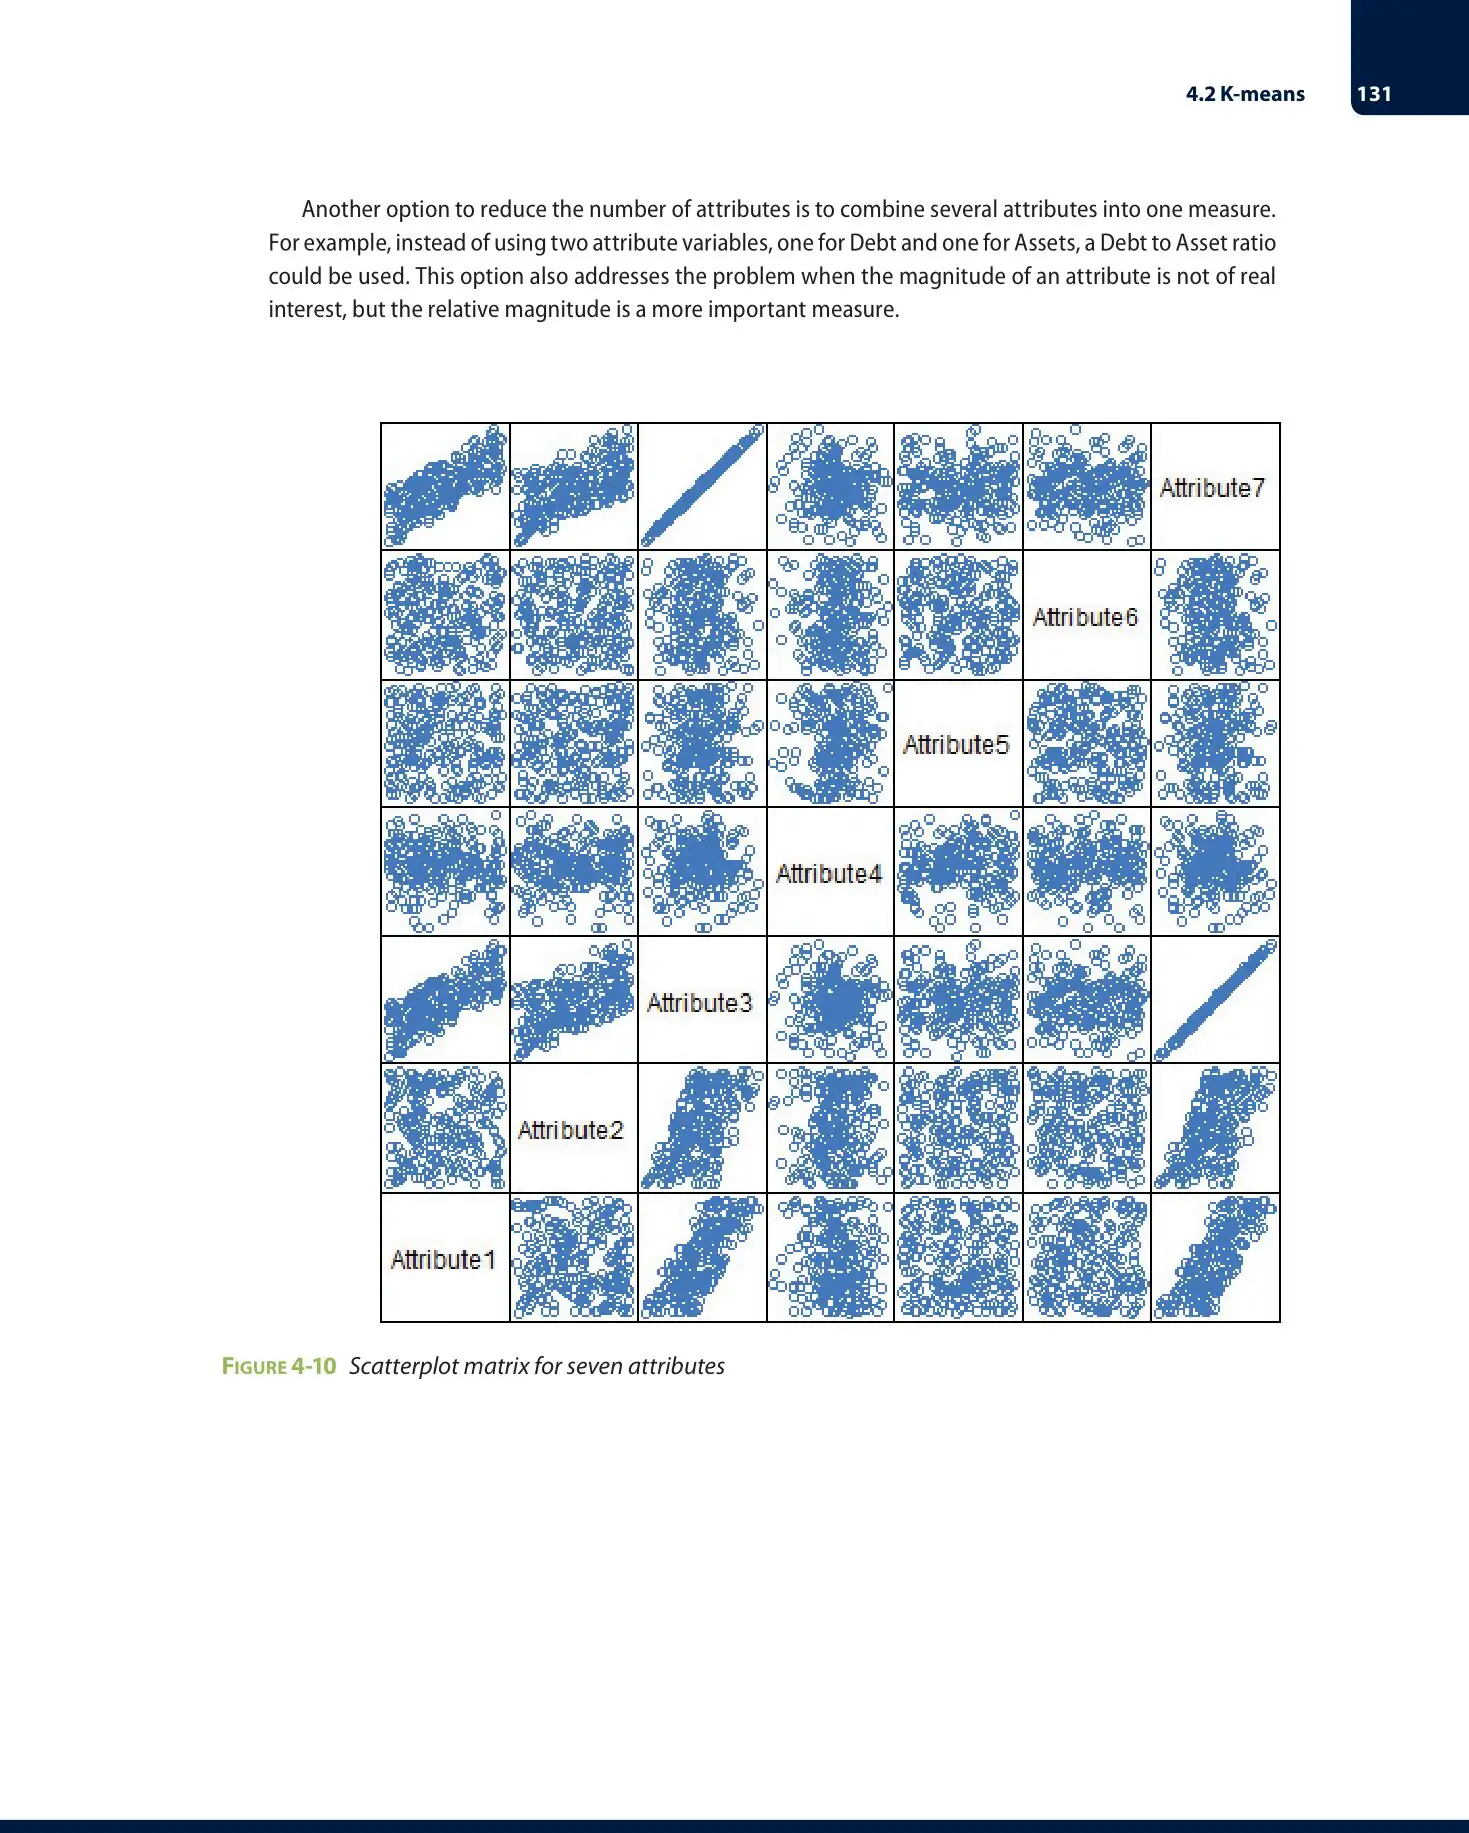 4.2 K-means 131
Another option to reduce the number of attributes is to combine several attributes into one measure.
For example, instead of using two attribute variables, one for Debt and one for Assets, a Debt to Asset ratio
could be used. This option also addresses the problem when the magnitude of an attribute is not of real
interest, but the relative magnitude is a more important measure.
Attribute7
Attribute6
Attribute5
Attribute4
Attribute3
Attribute2
Attribute1
FIGURE 4-10 Scatterplot matrix for seven attributes